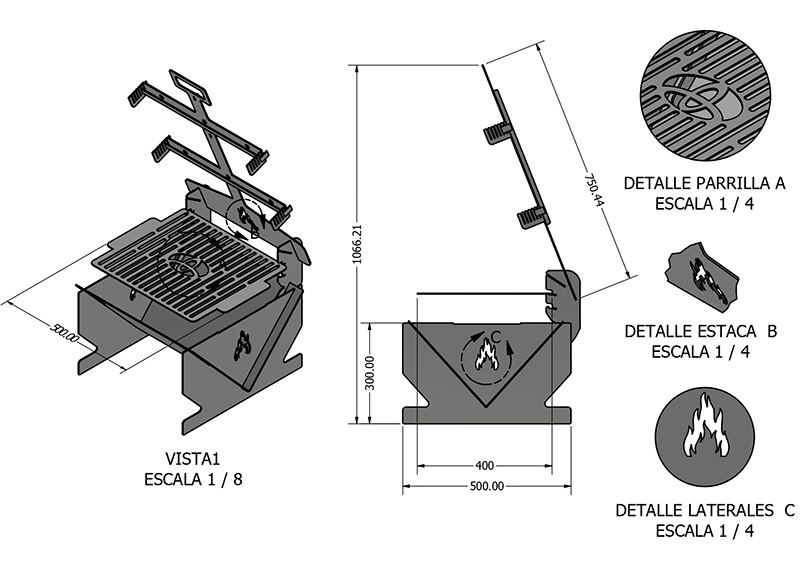 B
500.00
VISTA1
ESCALA 1 / 8
1066.21
750.44
300.00
C
400
500.00
DETALLE PARRILLA A
ESCALA 1 / 4
DETALLE ESTACA B
ESCALA 1 / 4
DETALLE LATERALES C
ESCALA 1 / 4